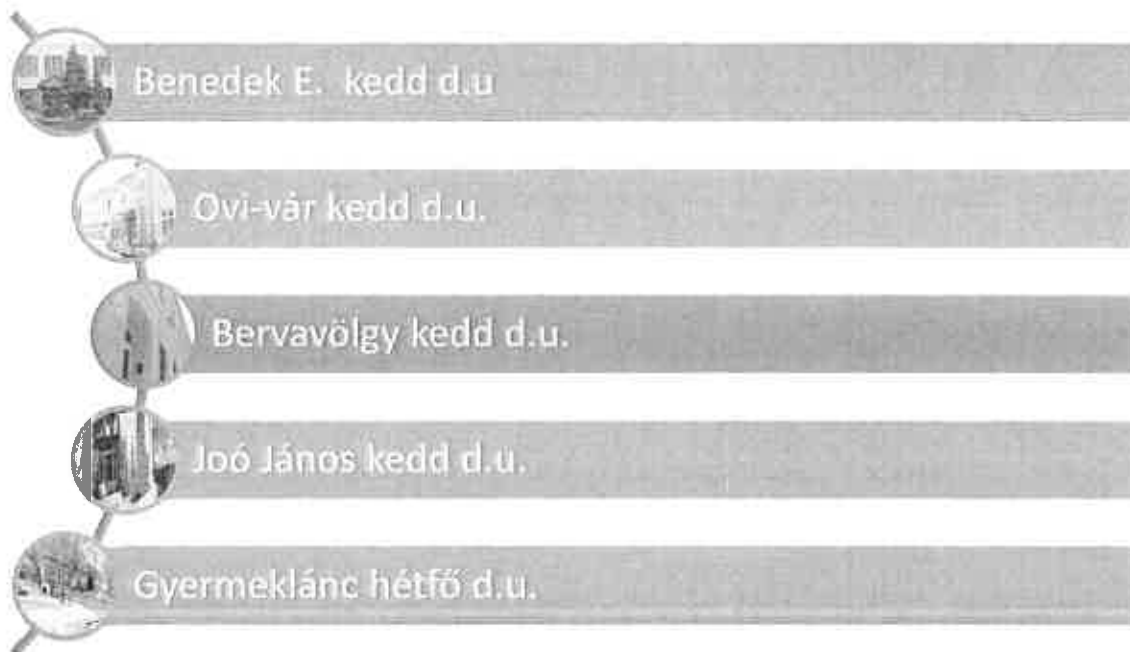 Benedek E. kedd d.u
Ovi-vár kedd d.u.
Bervavölgy kedd d.u.
Joó János kedd d.u.
Gyermeklánc hétfő d.u.